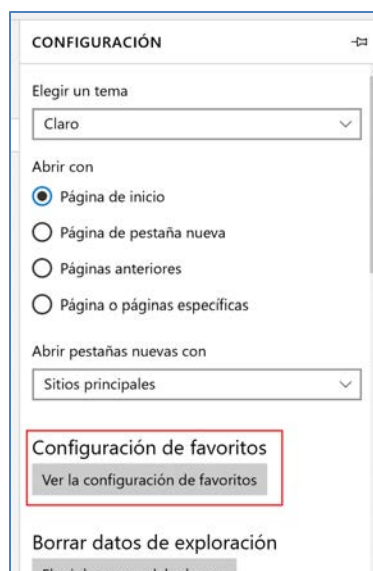 CONFIGURACIÓN
Elegir un tema
Claro
Abrir con
Página de inicio
Página de pestaña nueva
Páginas anteriores
Página o páginas específicas
Abrir pestañas nuevas con
Sitios principales
Configuración de favoritos
Ver la configuración de favoritos
Borrar datos de exploración